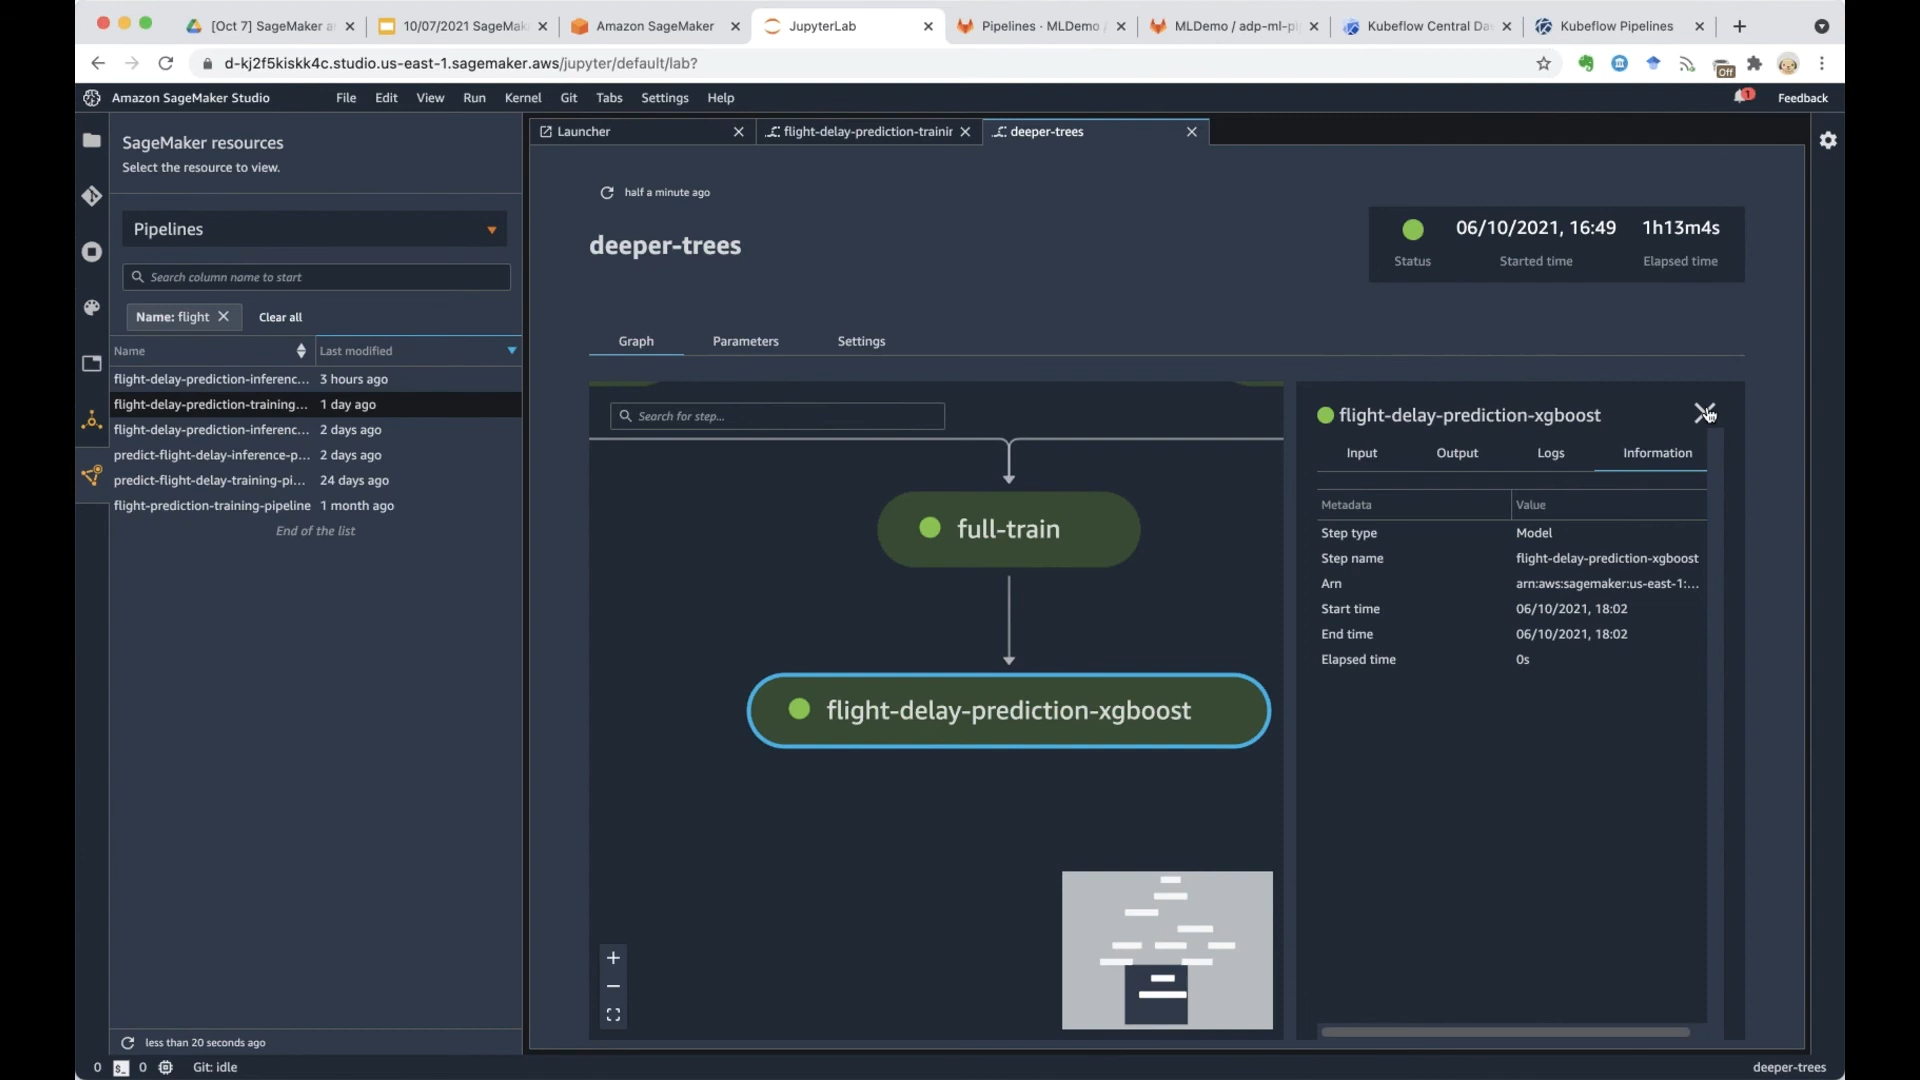 [Oct 7] SageMaker a
10/07/2021 SageMak
Amazon SageMaker
JupyterLab
Pipelines · MLDemo /
MLDemo / adp-ml-pi
Kubeflow Central Da
Kubeflow Pipelines
d-kj2f5kiskk4c.studio.us-east-1.sagemaker.aws/jupyter/default/lab?
Off
Amazon SageMaker Studio
File Edit View Run Kernel Git Tabs Settings Help
1
Feedback
SageMaker resources
Select the resource to view.
Pipelines
Search column name to start
Name: flight
Clear all
Name Last modified
flight-delay-prediction-inferenc... 3 hours ago
flight-delay-prediction-training... 1 day ago
flight-delay-prediction-inferenc... 2 days ago
predict-flight-delay-inference-p... 2 days ago
predict-flight-delay-training-pi... 24 days ago
flight-prediction-training-pipeline 1 month ago
End of the list
less than 20 seconds ago
Launcher
flight-delay-prediction-trainir
deeper-trees
half a minute ago
deeper-trees
06/10/2021, 16:49 1h13m4s
Status Started time Elapsed time
Graph Parameters Settings
Search for step...
full-train
flight-delay-prediction-xgboost
flight-delay-prediction-xgboost
Input Output Logs Information
Metadata Value
Step type Model
Step name flight-delay-prediction-xgboost
Arn arn:aws:sagemaker:us-east-1:...
Start time 06/10/2021, 18:02
End time 06/10/2021, 18:02
Elapsed time 0s
0 $_ 0 Git: idle
deeper-trees